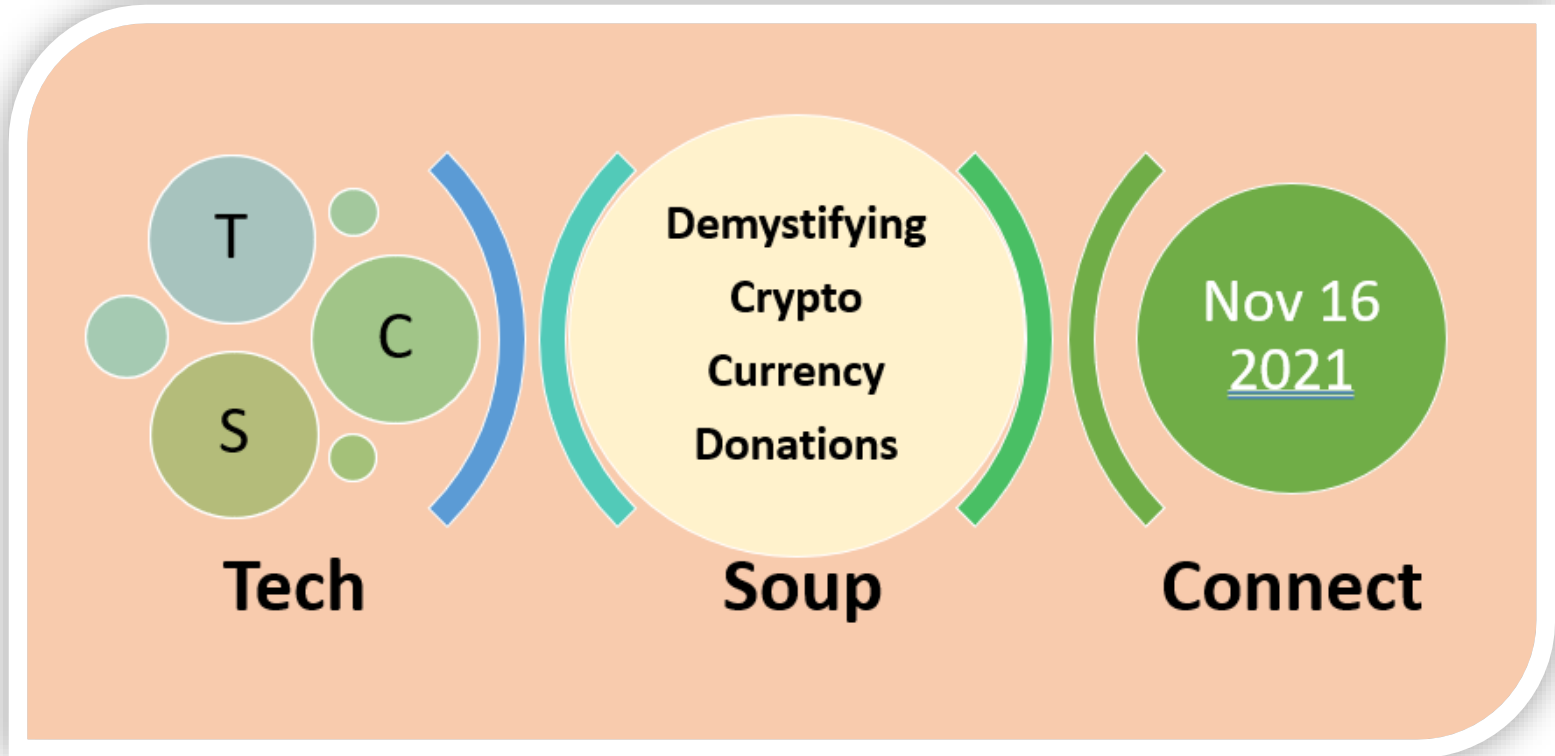 T
C
S
Demystifying
Crypto
Currency
Donations
Nov 16
2021
Tech
Soup
Connect